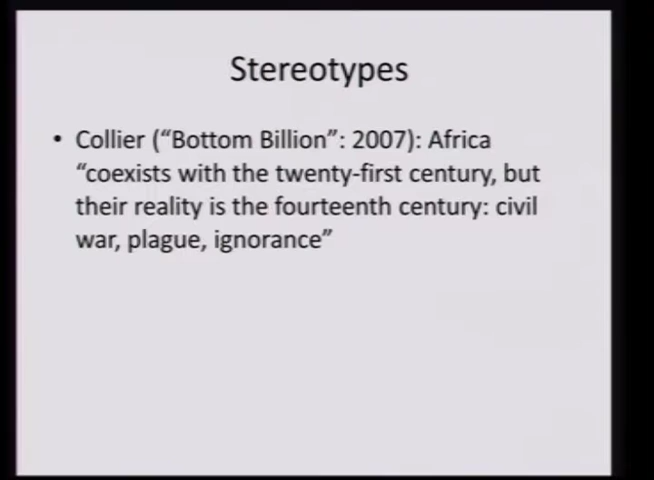 Stereotypes
• Collier (“Bottom Billion”: 2007): Africa
“coexists with the twenty-first century, but
their reality is the fourteenth century: civil
war, plague, ignorance”